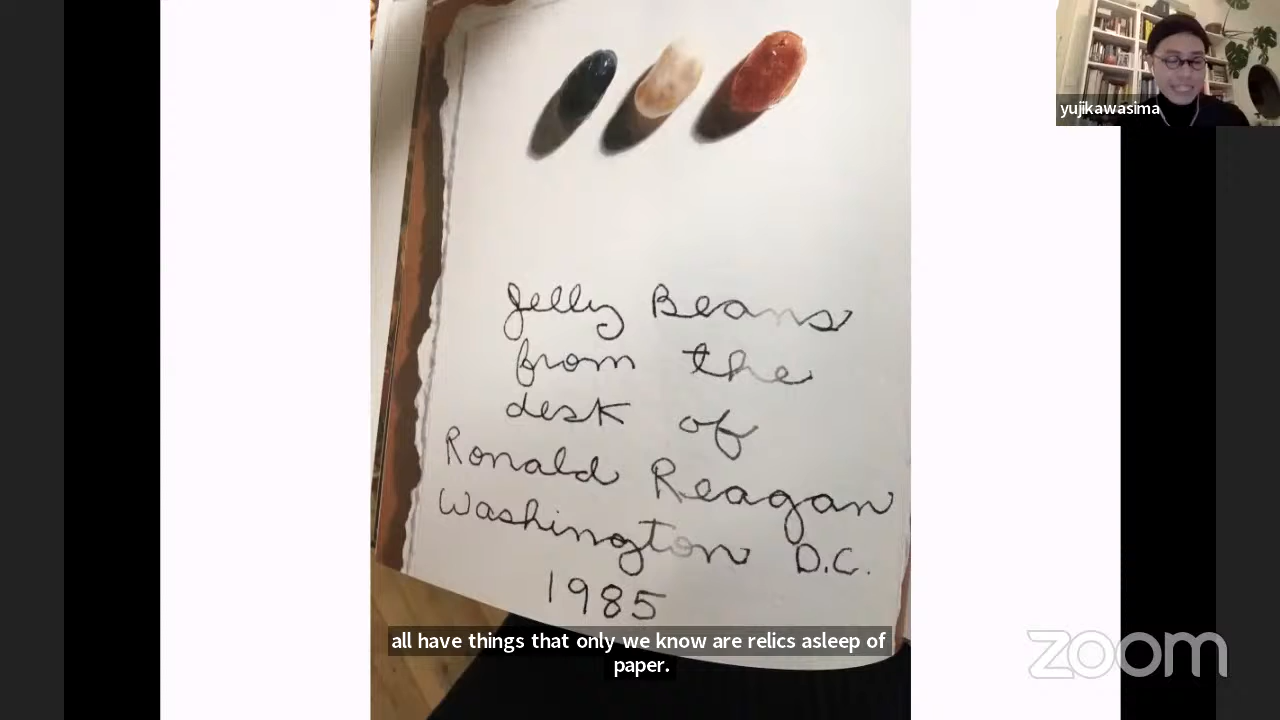 yujikawasima
Jelly Beans
from the
desk of
Ronald Reagan
Washington D.C.
1985
all have things that only we know are relics asleep of
paper.
zoom